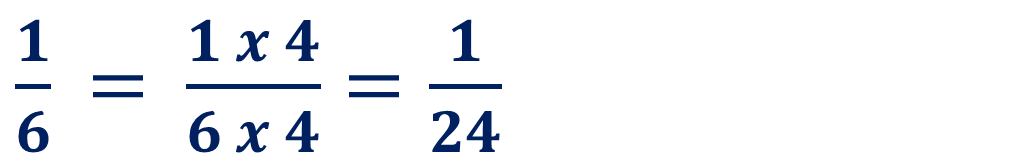 1/6 = 1 x 4/6 x 4 = 1/24